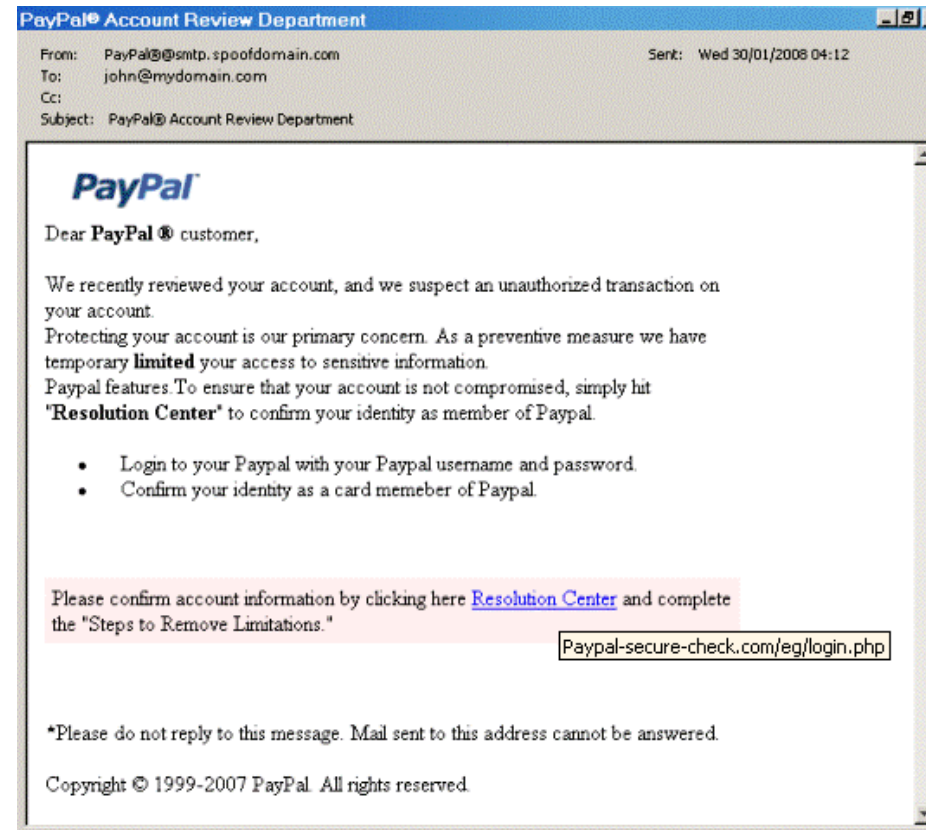 PayPal® Account Review Department
From: PayPal®@smtp.spoofdomain.com Sent: Wed 30/01/2008 04:12
To: john@mydomain.com
Cc:
Subject: PayPal® Account Review Department
PayPal
Dear PayPal ® customer,
We recently reviewed your account, and we suspect an unauthorized transaction on
your account.
Protecting your account is our primary concern. As a preventive measure we have
temporary limited your access to sensitive information.
Paypal features.To ensure that your account is not compromised, simply hit
"Resolution Center" to confirm your identity as member of Paypal.
• Login to your Paypal with your Paypal username and password.
• Confirm your identity as a card memeber of Paypal.
Please confirm account information by clicking here Resolution Center and complete
the "Steps to Remove Limitations."
Paypal-secure-check.com/eg/login.php
*Please do not reply to this message. Mail sent to this address cannot be answered.
Copyright © 1999-2007 PayPal. All rights reserved.